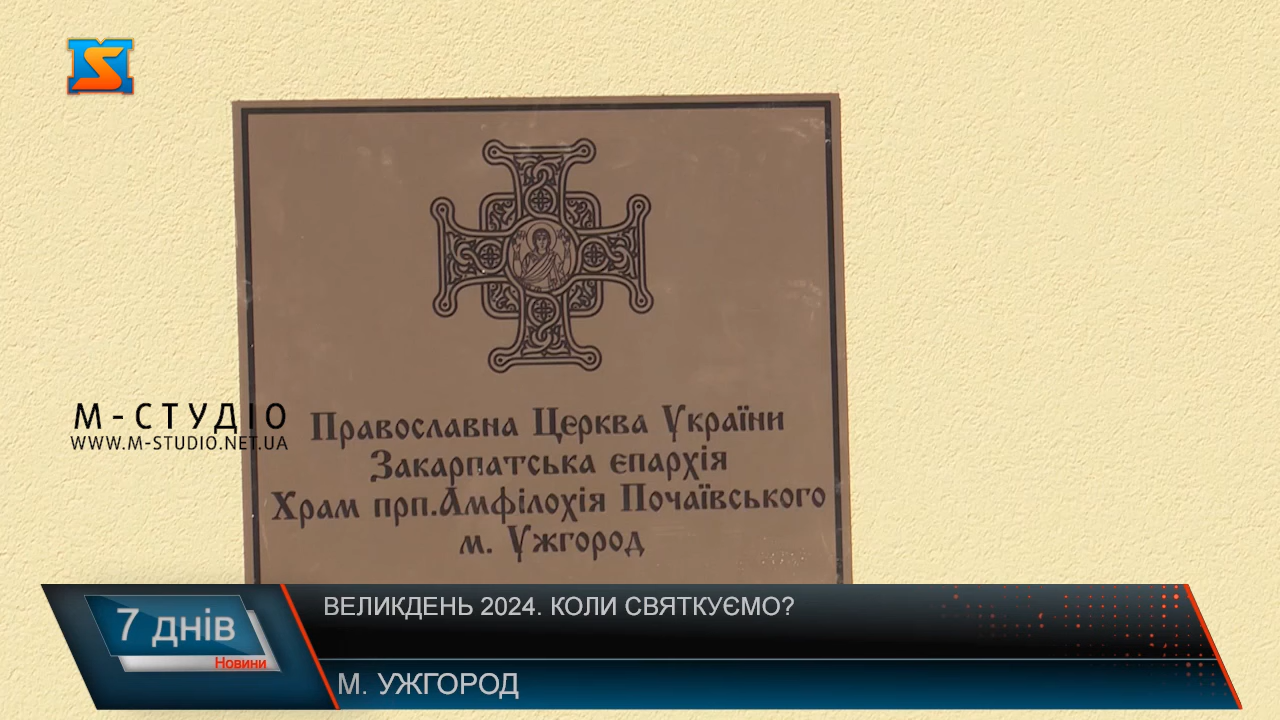 Православна Церква України
Закарпатська єпархія
Храм прп.Амфілохія Почаївського
м. Ужгород
М-СТУДІО
WWW.M-STUDIO.NET.UA
7 днів
Новини
ВЕЛИКДЕНЬ 2024. КОЛИ СВЯТКУЄМО?
М. УЖГОРОД